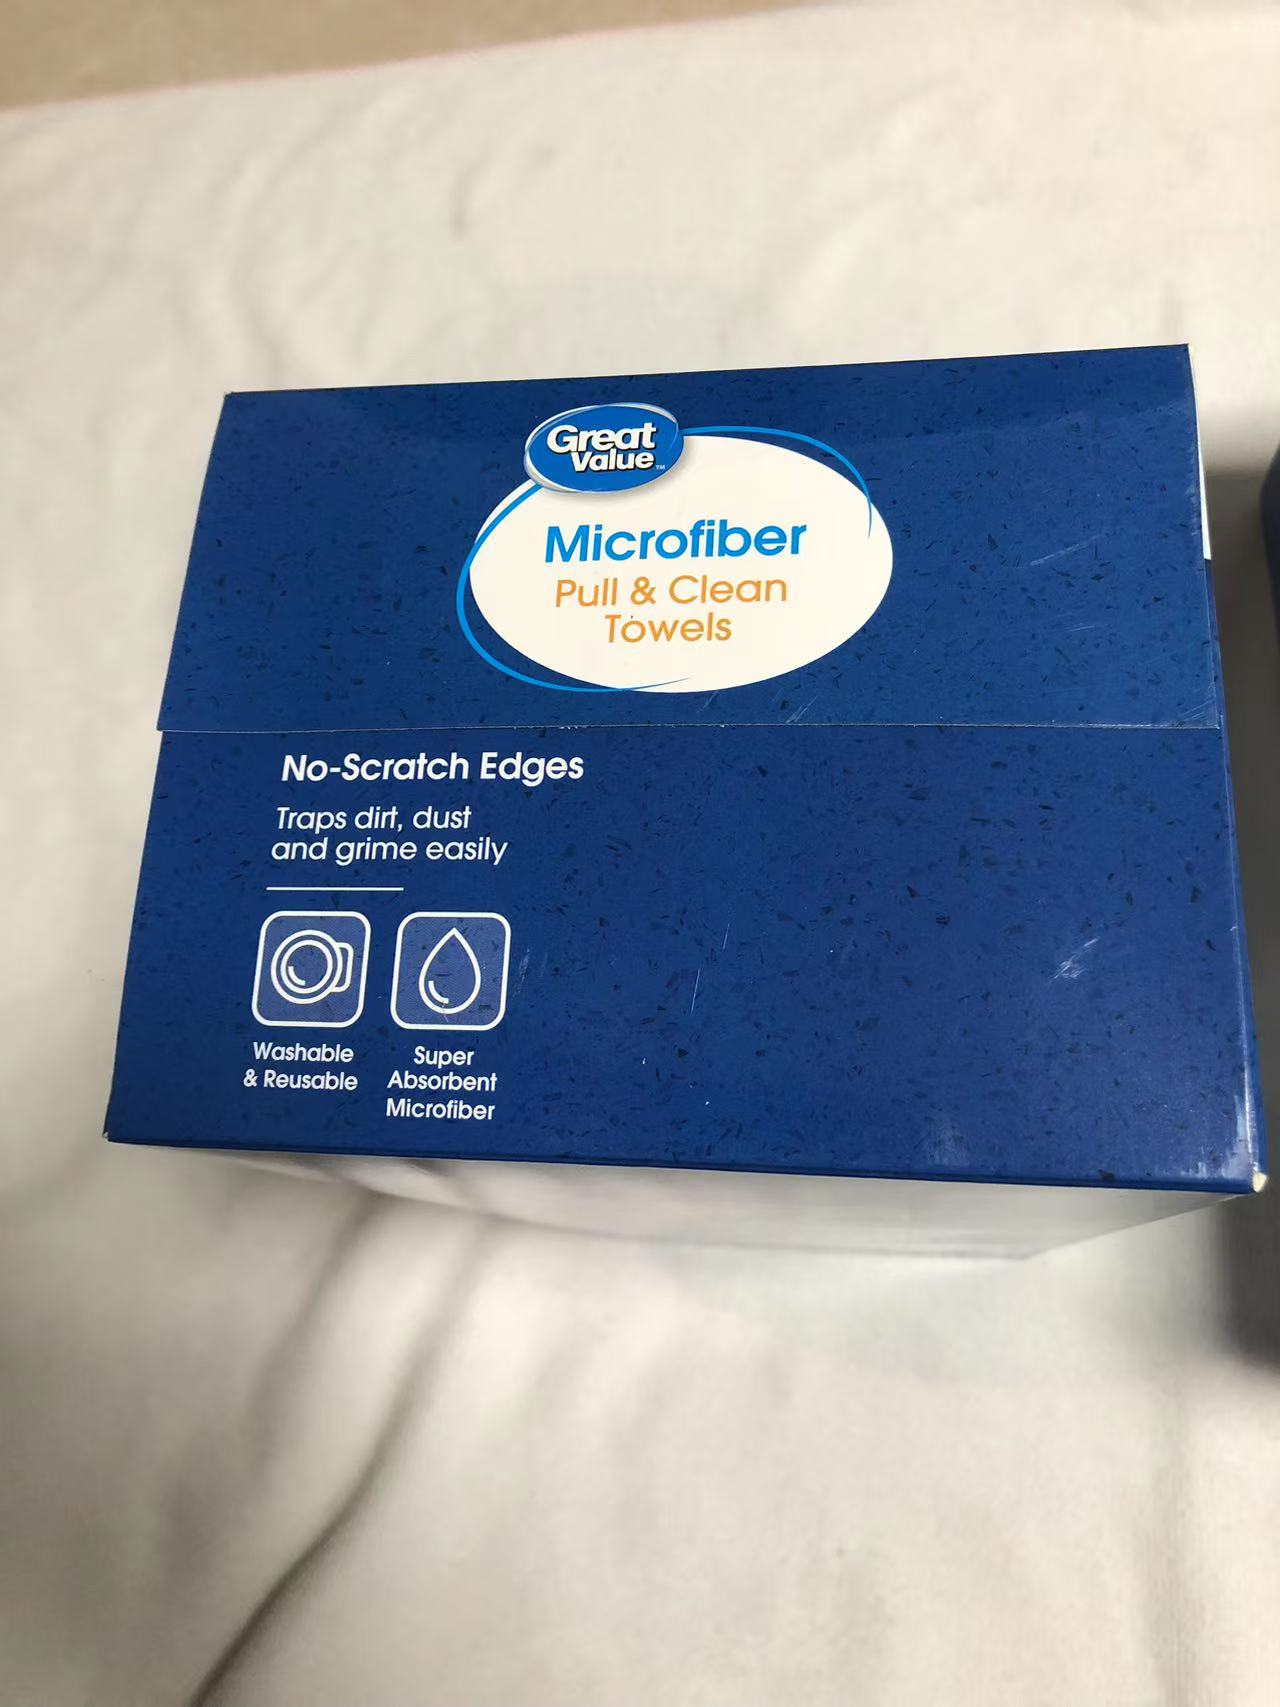 Great
Value™
Microfiber
Pull & Clean
Towels
No-Scratch Edges
Traps dirt, dust
and grime easily
Washable
& Reusable
Super
Absorbent
Microfiber